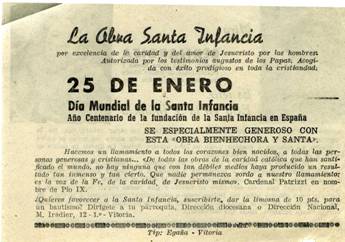 La Obra Santa Infancia
por excelencia de la caridad y del amor de Jesucristo por los hombres.
Autorizada por los testimonios augustos de los Papas. Acogi-
da con éxito prodigioso en toda la cristiandad.
25 DE ENERO
Día Mundial de la Santa Infancia
Año Centenario de la fundación de la Santa Infancia en España
SE ESPECIALMENTE GENEROSO CON
ESTA «OBRA BIENHECHORA Y SANTA».
Hacemos un llamamiento a todos los corazones bien nacidos, a todas las per-
sonas generosas y cristianas... «De todas las obras de la caridad católica que han santi-
ficado el mundo, no hay ninguna que con tan débiles medios haya producido un resul-
tado tan inmenso y tan cierto. Que nadie permanezca sordo a nuestro llamamiento:
es la voz de la Fe, de la caridad, de Jesucristo mismo». Cardenal Patrizzi en nom-
bre de Pío IX.
¿Quieres favorecer a la Santa Infancia, suscribirte, dar la limosna de 10 pts. para
un bautismo? Dirígete a tu parroquia, Dirección diocesana o Dirección Nacional,
M. Iradier, 12 - 1.º - Vitoria.
Tip: Egaña - Vitoria